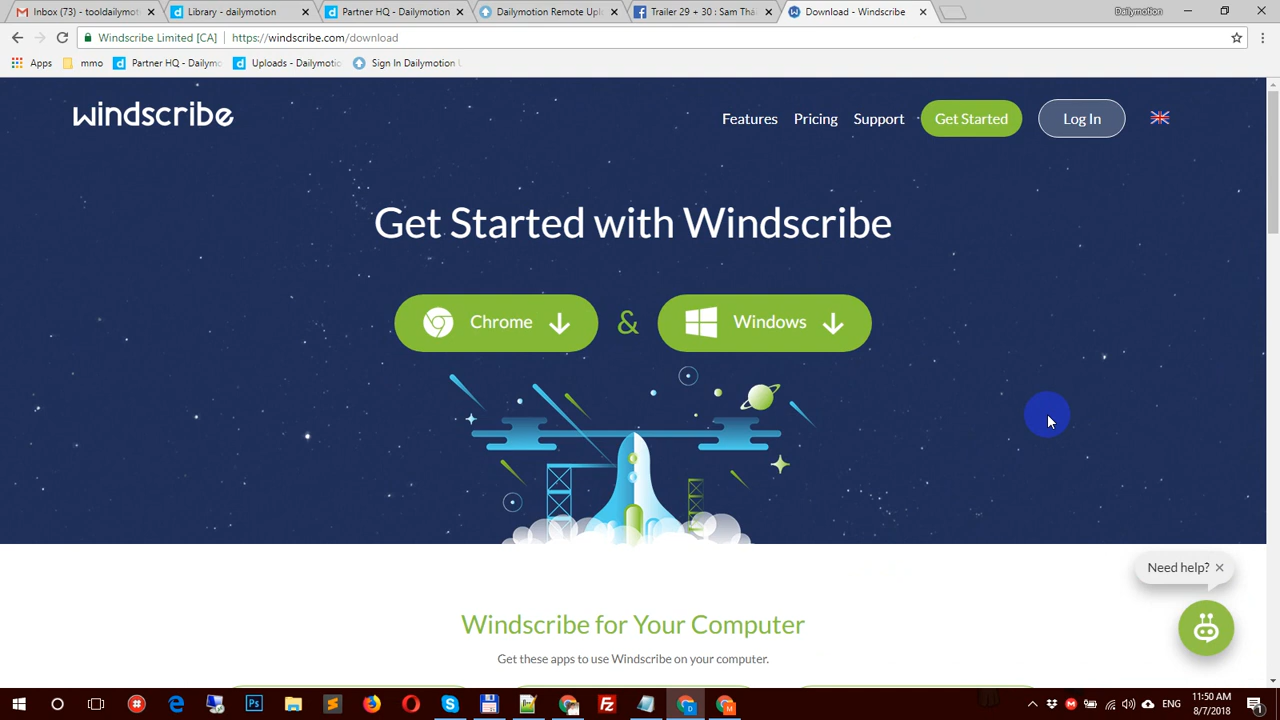 Inbox (73) - tooldailymot
Library - dailymotion
Partner HQ - Dailymotion
Dailymotion Remote Upl
Trailer 29 + 30 : Sam Tha
Download - Windscribe
Dailymotion
Windscribe Limited [CA]
https://windscribe.com/download
Apps
mmo
Partner HQ - Dailym
Uploads - Dailymotio
Sign In Dailymotion
windscribe
Features
Pricing
Support
Get Started
Log In
Get Started with Windscribe
Chrome
&
Windows
Need help?
Windscribe for Your Computer
Get these apps to use Windscribe on your computer.
ENG
11:50 AM
8/7/2018